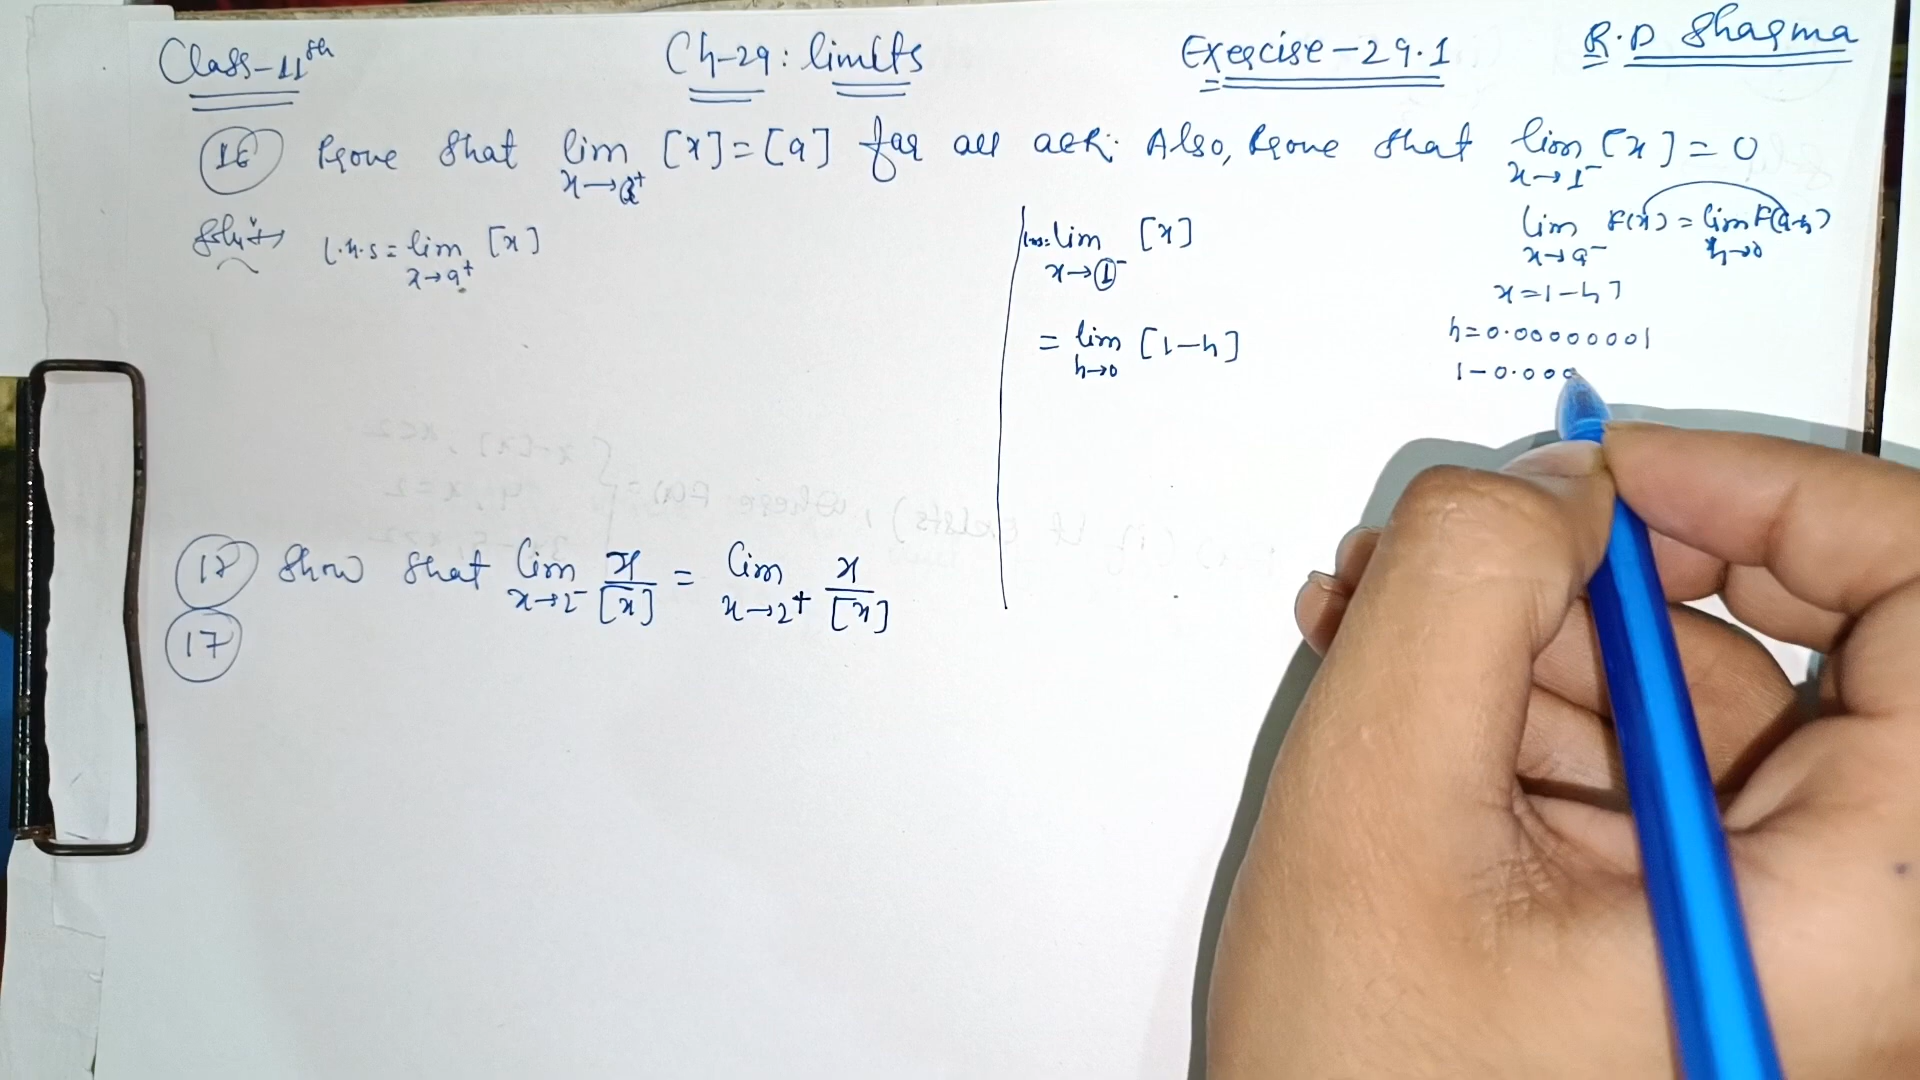 Class-11th Ch-29: limits Exercise-29.1 R.D Sharma
16 Prove that lim x→a+ [x]=[a] for all a∈R. Also, Prove that lim x→1- [x]=0
Solun→ L.H.S = lim x→a+ [x]
LHS= lim x→1- [x]
= lim h→0 [1-h]
lim x→a- F(x) = lim h→0 F(a-h)
x=1-h
h=0.00000001
1-0.000
18 Show that lim x→2- x/[x] = lim x→2+ x/[x]
17